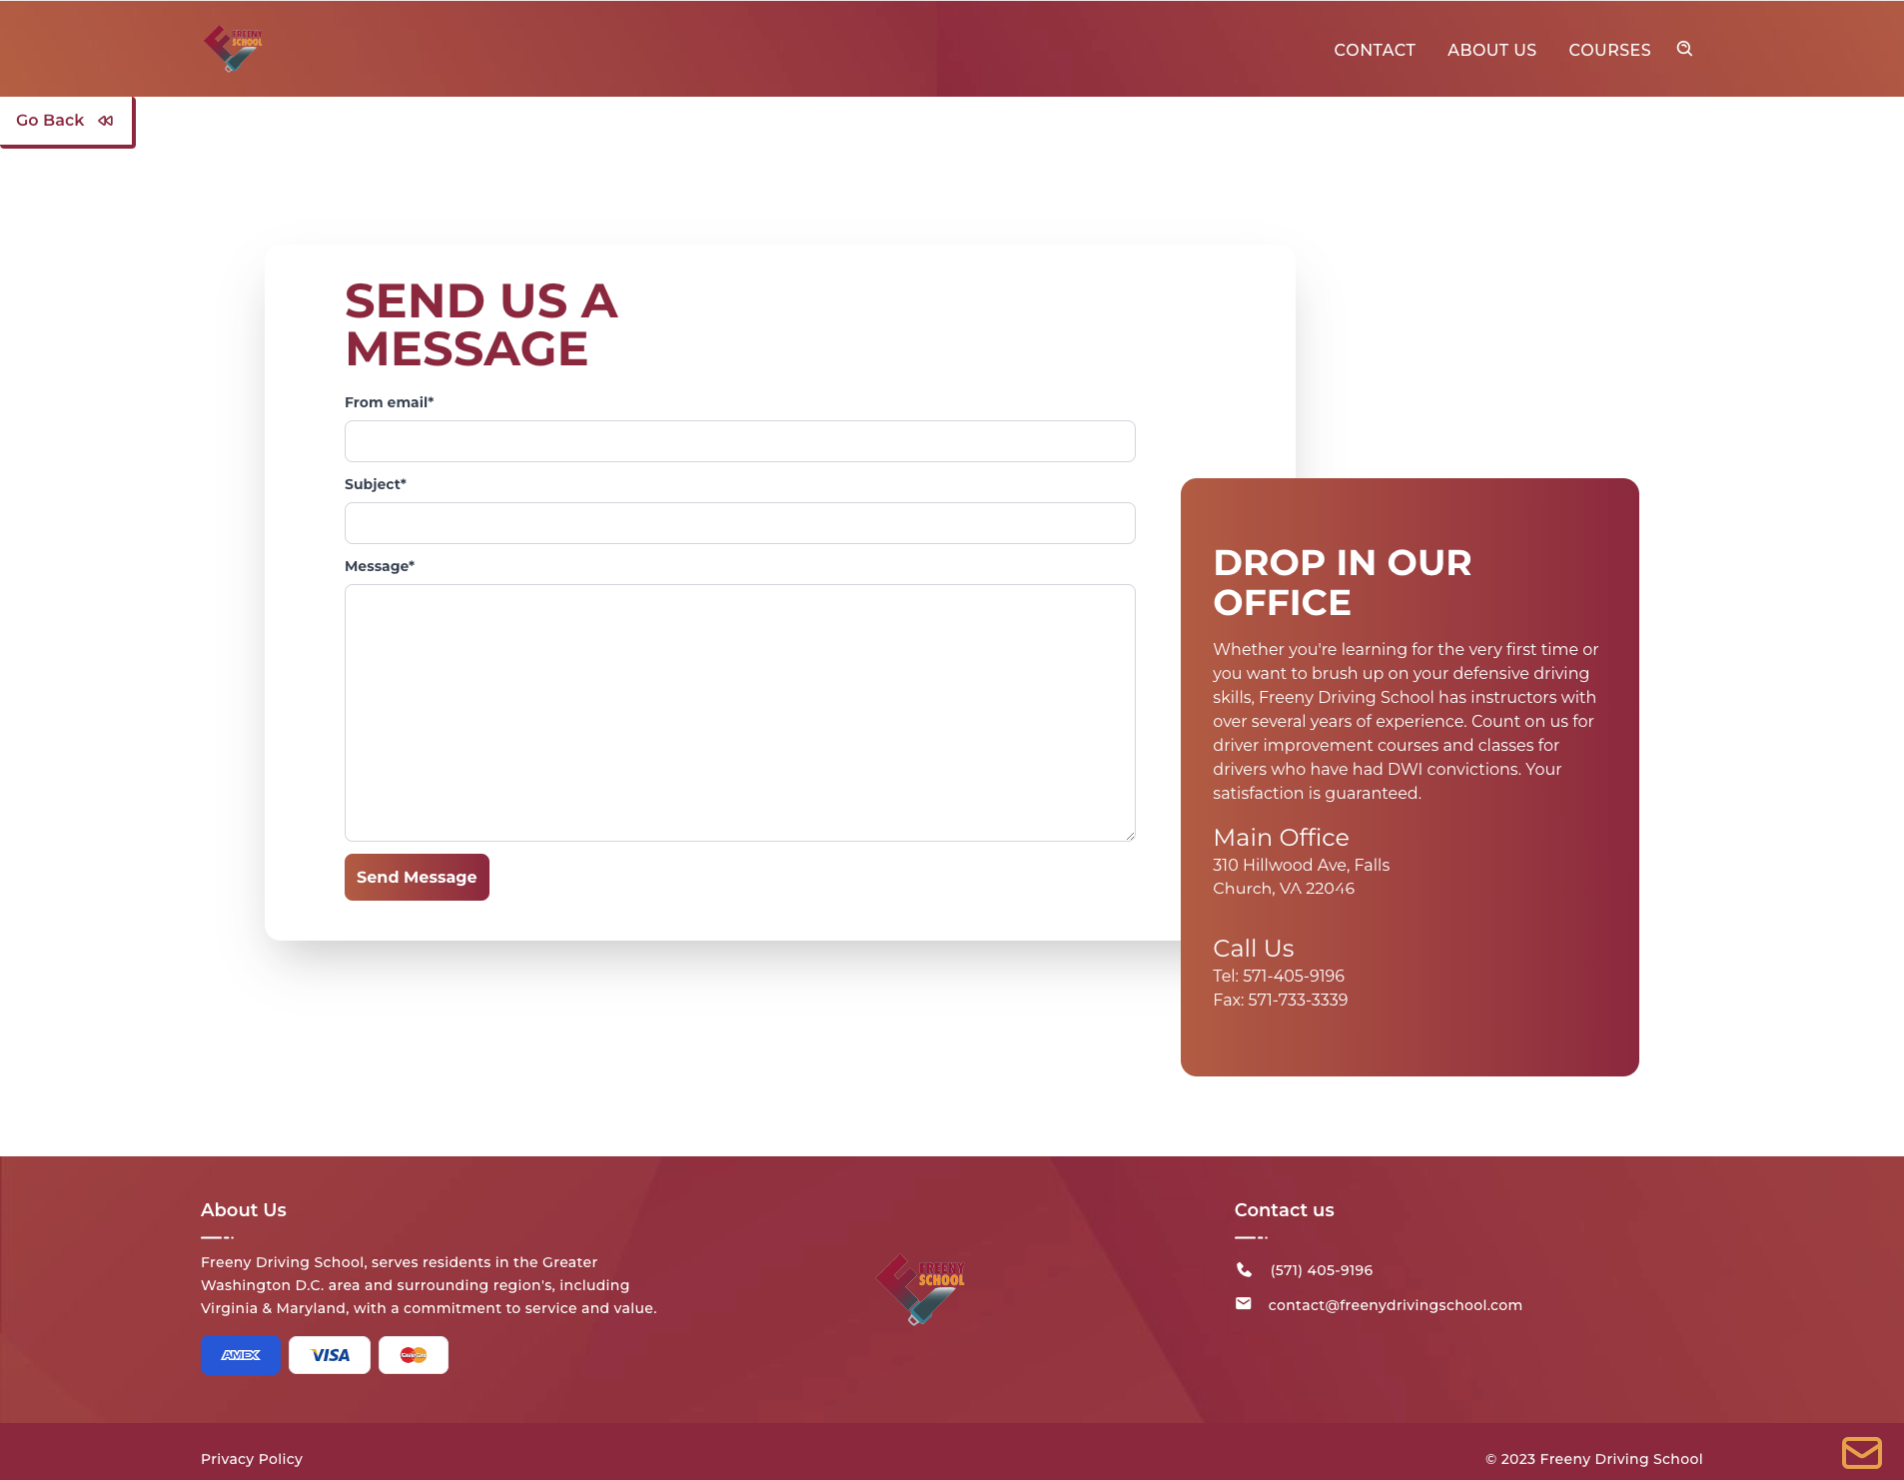 FREENY
SCHOOL
CONTACT
ABOUT US
COURSES
Go Back
SEND US A
MESSAGE
From email*
Subject*
Message*
Send Message
DROP IN OUR
OFFICE
Whether you're learning for the very first time or
you want to brush up on your defensive driving
skills, Freeny Driving School has instructors with
over several years of experience. Count on us for
driver improvement courses and classes for
drivers who have had DWI convictions. Your
satisfaction is guaranteed.
Main Office
310 Hillwood Ave, Falls
Church, VA 22046
Call Us
Tel: 571-405-9196
Fax: 571-733-3339
About Us
Freeny Driving School, serves residents in the Greater
Washington D.C. area and surrounding region's, including
Virginia & Maryland, with a commitment to service and value.
AMEX
VISA
FREENY
SCHOOL
Contact us
(571) 405-9196
contact@freenydrivingschool.com
Privacy Policy
© 2023 Freeny Driving School